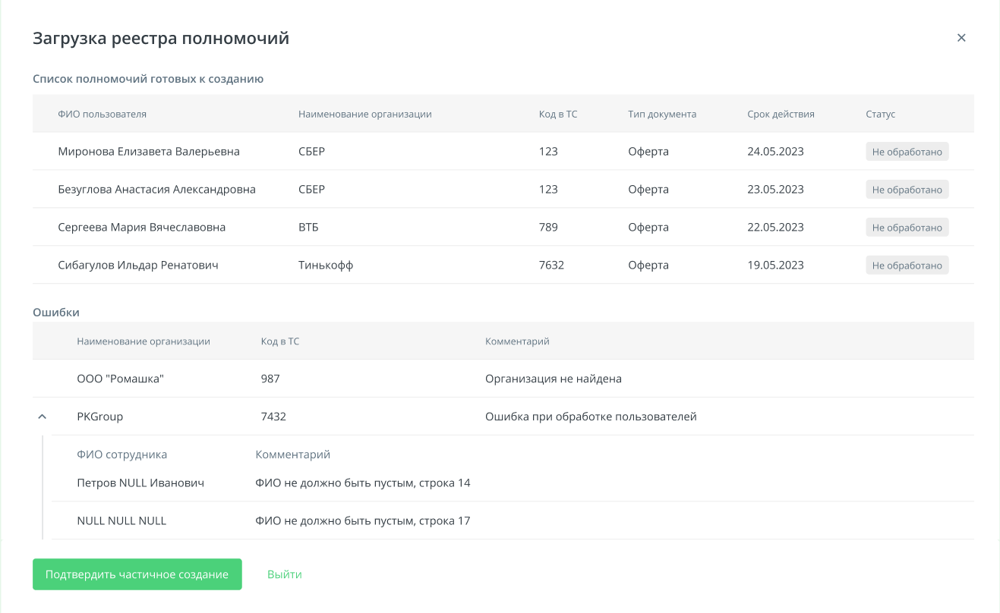 Загрузка реестра полномочий
Список полномочий готовых к созданию
ФИО пользователя Наименование организации Код в ТС Тип документа Срок действия Статус
Миронова Елизавета Валерьевна СБЕР 123 Оферта 24.05.2023 Не обработано
Безуглова Анастасия Александровна СБЕР 123 Оферта 23.05.2023 Не обработано
Сергеева Мария Вячеславовна ВТБ 789 Оферта 22.05.2023 Не обработано
Сибагулов Ильдар Ренатович Тинькофф 7632 Оферта 19.05.2023 Не обработано
Ошибки
Наименование организации Код в ТС Комментарий
ООО "Ромашка" 987 Организация не найдена
PKGroup 7432 Ошибка при обработке пользователей
ФИО сотрудника Комментарий
Петров NULL Иванович ФИО не должно быть пустым, строка 14
NULL NULL NULL ФИО не должно быть пустым, строка 17
Подтвердить частичное создание Выйти